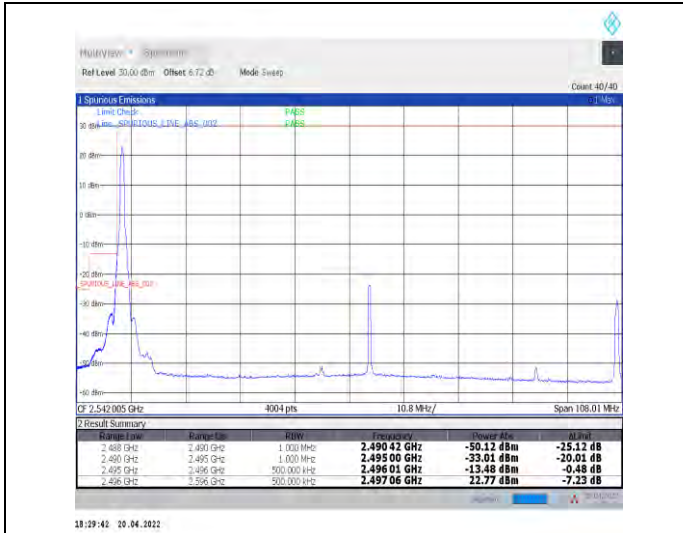 MultiView
Spectrum
Ref Level 30.00 dBm Offset 6.72 dB Mode Sweep
Count 40/40
1 Spurious Emissions
Limit Check PASS
30 dBm Line _SPURIOUS_LINE_ABS_002 PASS
20 dBm
10 dBm
0 dBm
-10 dBm
-20 dBm
_SPURIOUS_LINE_ABS_002
-30 dBm
-40 dBm
-50 dBm
-60 dBm
CF 2.542005 GHz 4004 pts 10.8 MHz/ Span 108.01 MHz
2 Result Summary
Range Low Range Up RBW Frequency Power Abs ΔLimit
2.488 GHz 2.490 GHz 1.000 MHz 2.490 42 GHz -50.12 dBm -25.12 dB
2.490 GHz 2.495 GHz 1.000 MHz 2.495 00 GHz -33.01 dBm -20.01 dB
2.495 GHz 2.496 GHz 500.000 kHz 2.496 01 GHz -13.48 dBm -0.48 dB
2.496 GHz 2.596 GHz 500.000 kHz 2.497 06 GHz 22.77 dBm -7.23 dB
18:29:42 20.04.2022